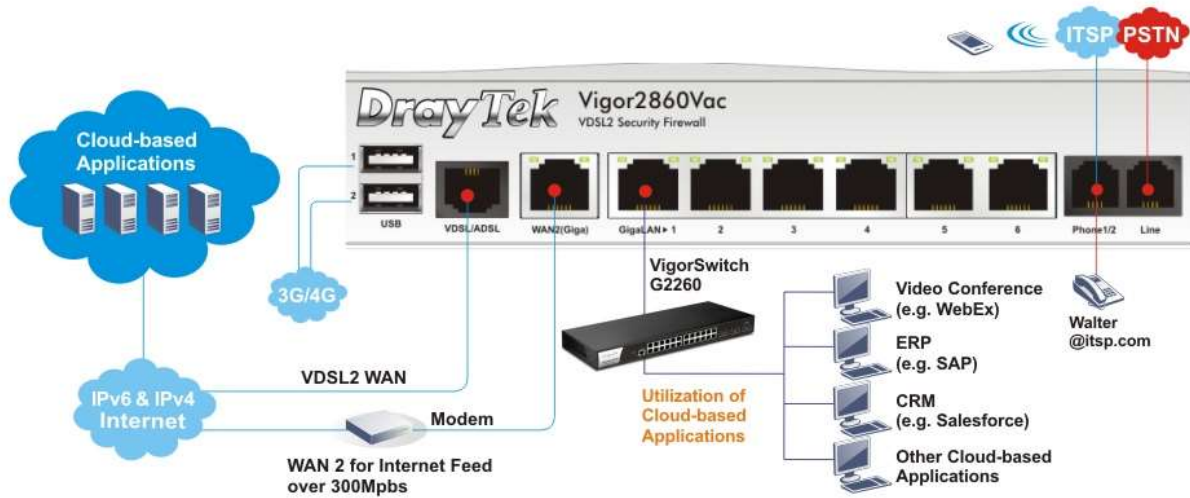 ITSP
PSTN
DrayTek
Vigor2860Vac
VDSL2 Security Firewall
Cloud-based
Applications
1
2
USB
VDSL/ADSL
WAN2(Giga)
GigaLAN ▶ 1
2
3
4
5
6
Phone1/2
Line
3G/4G
VigorSwitch
G2260
Video Conference
(e.g. WebEx)
Walter
@itsp.com
ERP
(e.g. SAP)
VDSL2 WAN
IPv6 & IPv4
Internet
Utilization of
Cloud-based
Applications
CRM
(e.g. Salesforce)
Modem
Other Cloud-based
Applications
WAN 2 for Internet Feed
over 300Mpbs